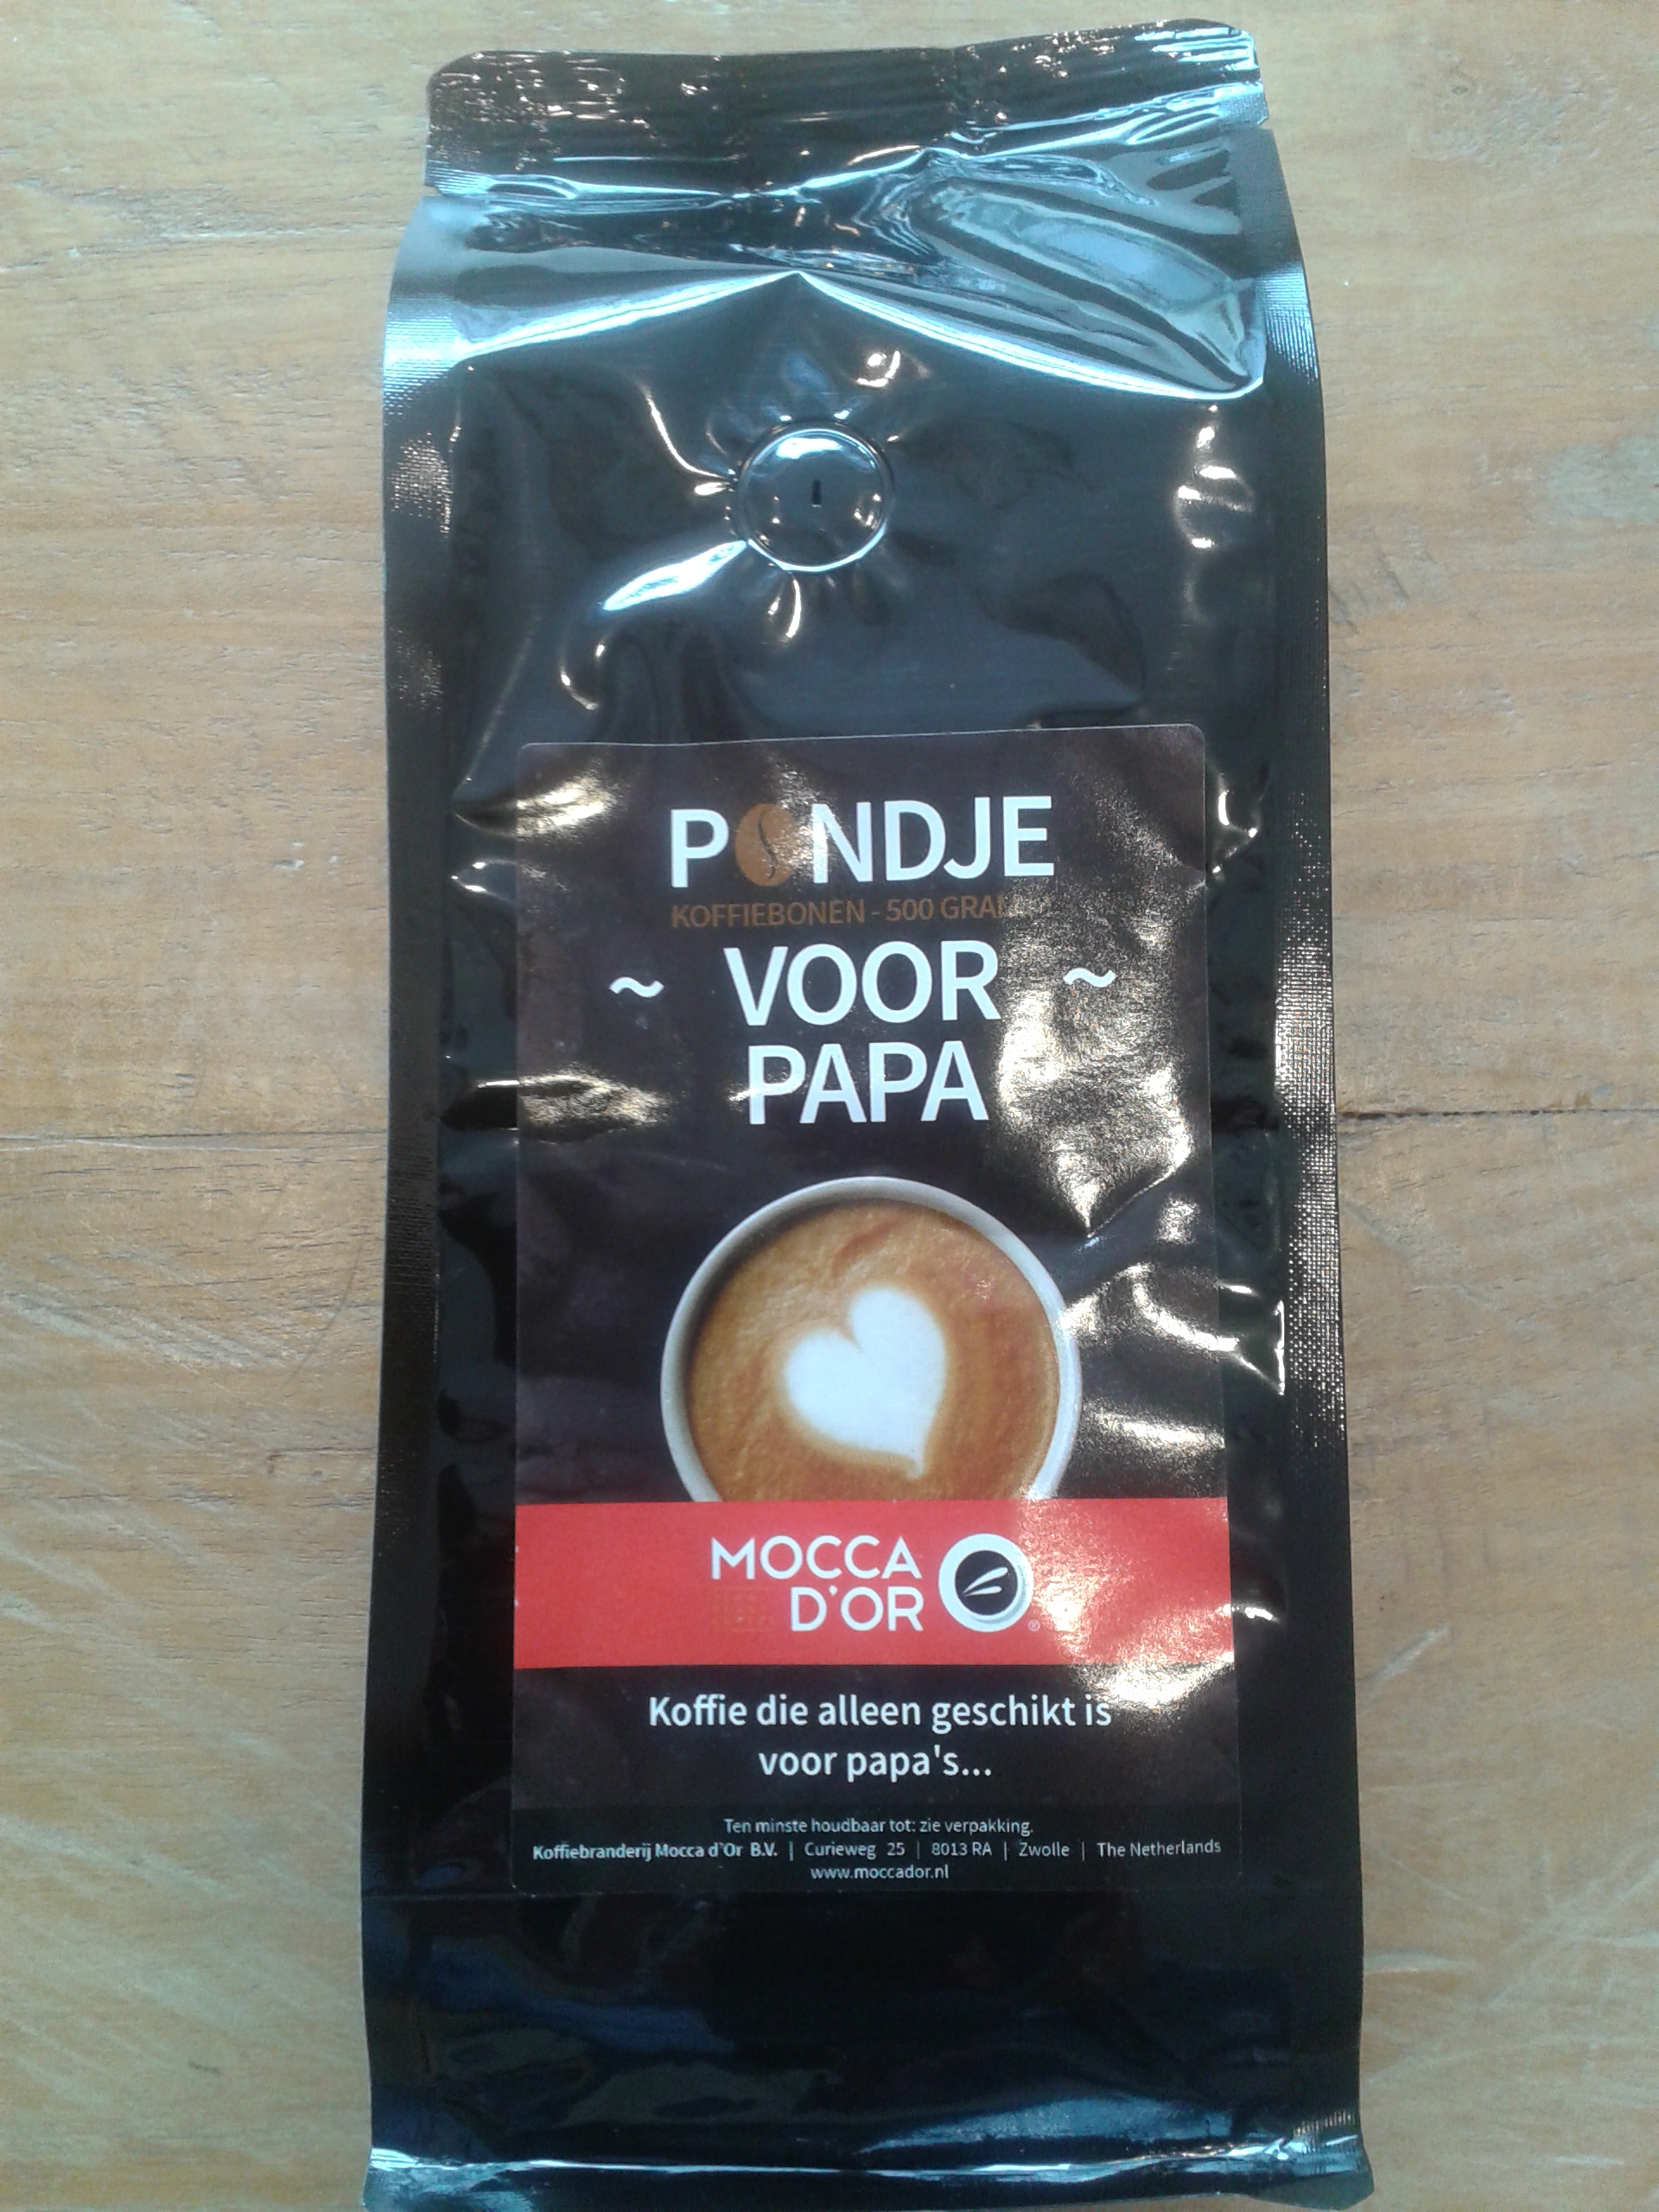 PONDJE
KOFFIEBONEN - 500 GRAM
~ VOOR ~
PAPA
MOCCA
D'OR
®
Koffie die alleen geschikt is
voor papa's...
Ten minste houdbaar tot: zie verpakking.
Koffiebranderij Mocca d'Or B.V. | Curieweg 25 | 8013 RA | Zwolle | The Netherlands
www.moccador.nl